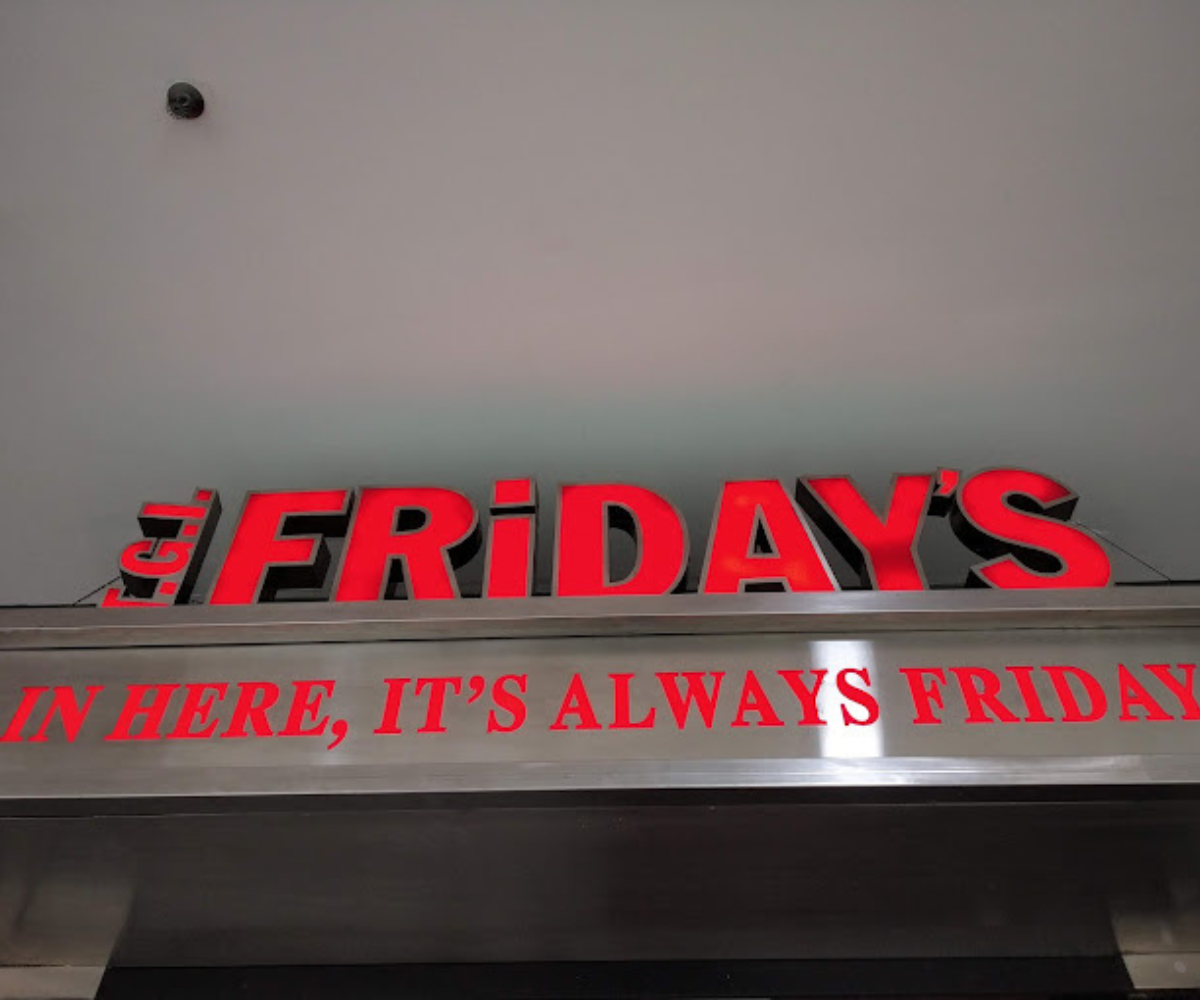 T.G.I. FRiDAY'S
IN HERE, IT'S ALWAYS FRIDAY